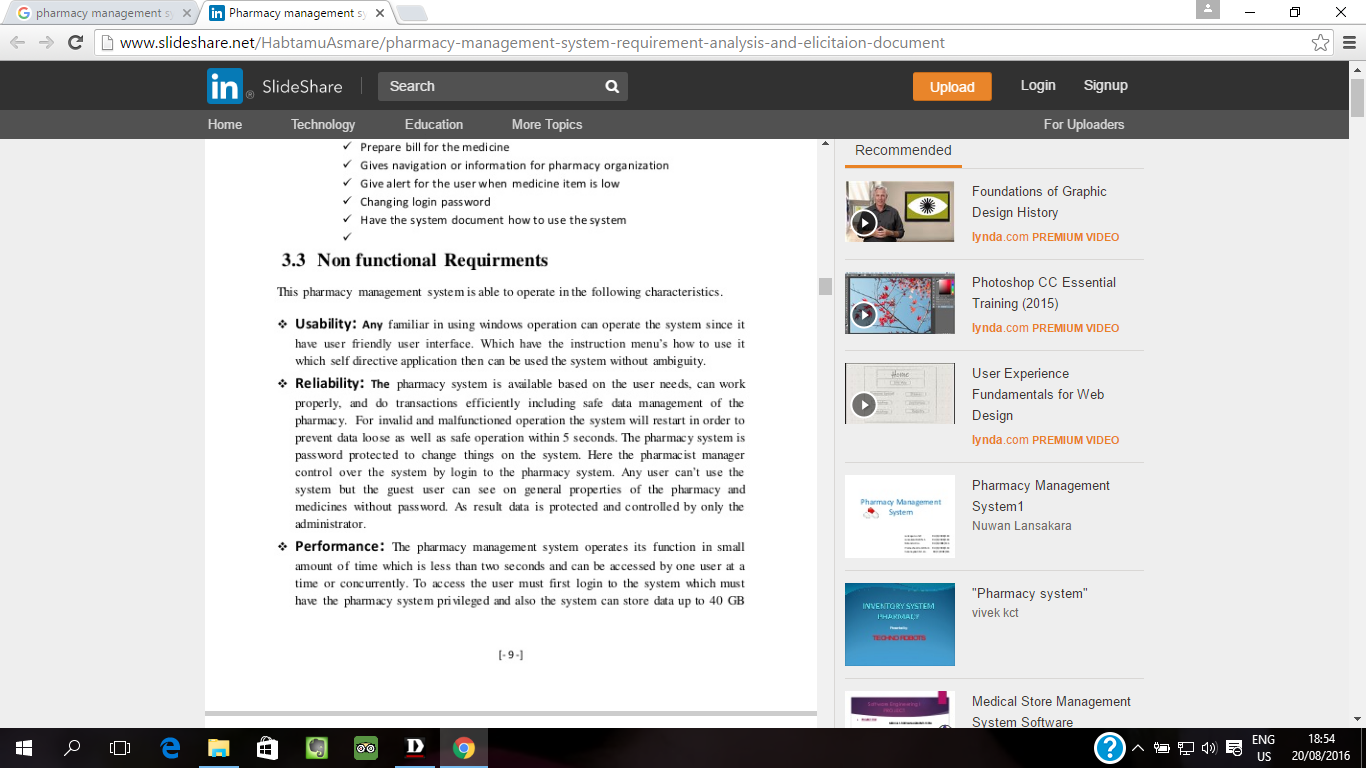 pharmacy management sy
Pharmacy management sy
www.slideshare.net/HabtamuAsmare/pharmacy-management-system-requirement-analysis-and-elicitaion-document
in® SlideShare
Search
Upload
Login
Signup
Home
Technology
Education
More Topics
For Uploaders
✓ Prepare bill for the medicine
✓ Gives navigation or information for pharmacy organization
✓ Give alert for the user when medicine item is low
✓ Changing login password
✓ Have the system document how to use the system
✓
3.3 Non functional Requirments
This pharmacy management system is able to operate in the following characteristics.
❖ Usability: Any familiar in using windows operation can operate the system since it
have user friendly user interface. Which have the instruction menu's how to use it
which self directive application then can be used the system without ambiguity.
❖ Reliability: The pharmacy system is available based on the user needs, can work
properly, and do transactions efficiently including safe data management of the
pharmacy. For invalid and malfunctioned operation the system will restart in order to
prevent data loose as well as safe operation within 5 seconds. The pharmacy system is
password protected to change things on the system. Here the pharmacist manager
control over the system by login to the pharmacy system. Any user can't use the
system but the guest user can see on general properties of the pharmacy and
medicines without password. As result data is protected and controlled by only the
administrator.
❖ Performance: The pharmacy management system operates its function in small
amount of time which is less than two seconds and can be accessed by one user at a
time or concurrently. To access the user must first login to the system which must
have the pharmacy system privileged and also the system can store data up to 40 GB
[-9-]
Recommended
Foundations of Graphic
Design History
lynda.com PREMIUM VIDEO
Photoshop CC Essential
Training (2015)
lynda.com PREMIUM VIDEO
Home
User Experience
Fundamentals for Web
Design
lynda.com PREMIUM VIDEO
Pharmacy Management
System
Pharmacy Management
System1
Nuwan Lansakara
INVENTORY SYSTEM
PHARMACY
TECHNO ROBOTS
"Pharmacy system"
vivek kct
Medical Store Management
System Software
ENG
US
18:54
20/08/2016